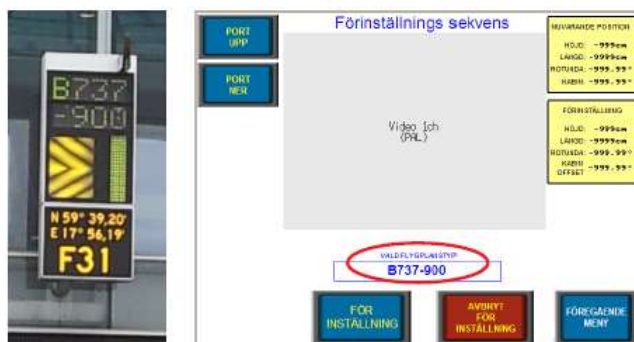 B737
-900
N 59° 39,20'
E 17° 56,19'
F31
PORT
UPP
PORT
NER
Förinställnings sekvens
Video 1ch
(PAL)
NUVARANDE POSITION
HÖJD: -999cm
LÄNGD: -9999cm
ROTUNDA: -999.99°
KABIN: -999.99°
FÖRINSTÄLLNING
HÖJD: -999cm
LÄNGD: -9999cm
ROTUNDA: -999.99°
KABIN OFFSET -999.99°
VALD FLYGPLANSTYP
B737-900
FÖR
INSTÄLLNING
AVBRYT
FÖR
INSTÄLLNING
FÖREGÅENDE
MENY